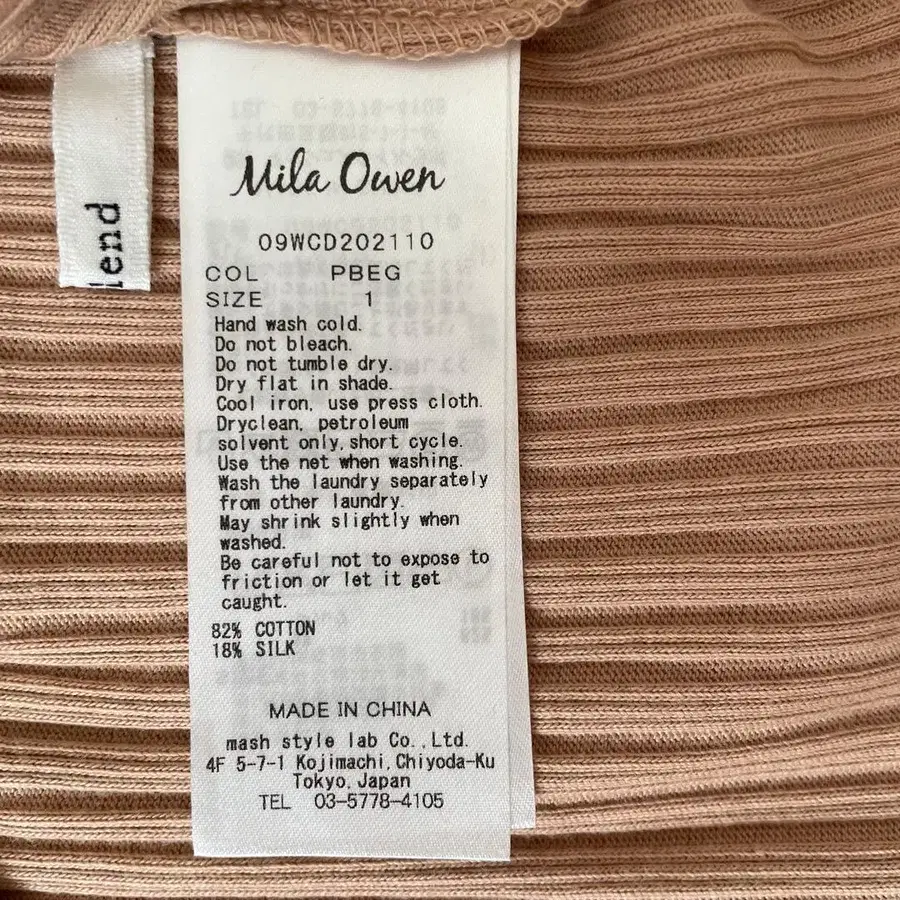 lend
Mila Owen
09WCD202110
COL PBEG
SIZE 1
Hand wash cold.
Do not bleach.
Do not tumble dry.
Dry flat in shade.
Cool iron, use press cloth.
Dryclean, petroleum
solvent only, short cycle.
Use the net when washing.
Wash the laundry separately
from other laundry.
May shrink slightly when
washed.
Be careful not to expose to
friction or let it get
caught.
82% COTTON
18% SILK
MADE IN CHINA
mash style lab Co.,Ltd.
4F 5-7-1 Kojimachi,Chiyoda-Ku
Tokyo,Japan
TEL 03-5778-4105